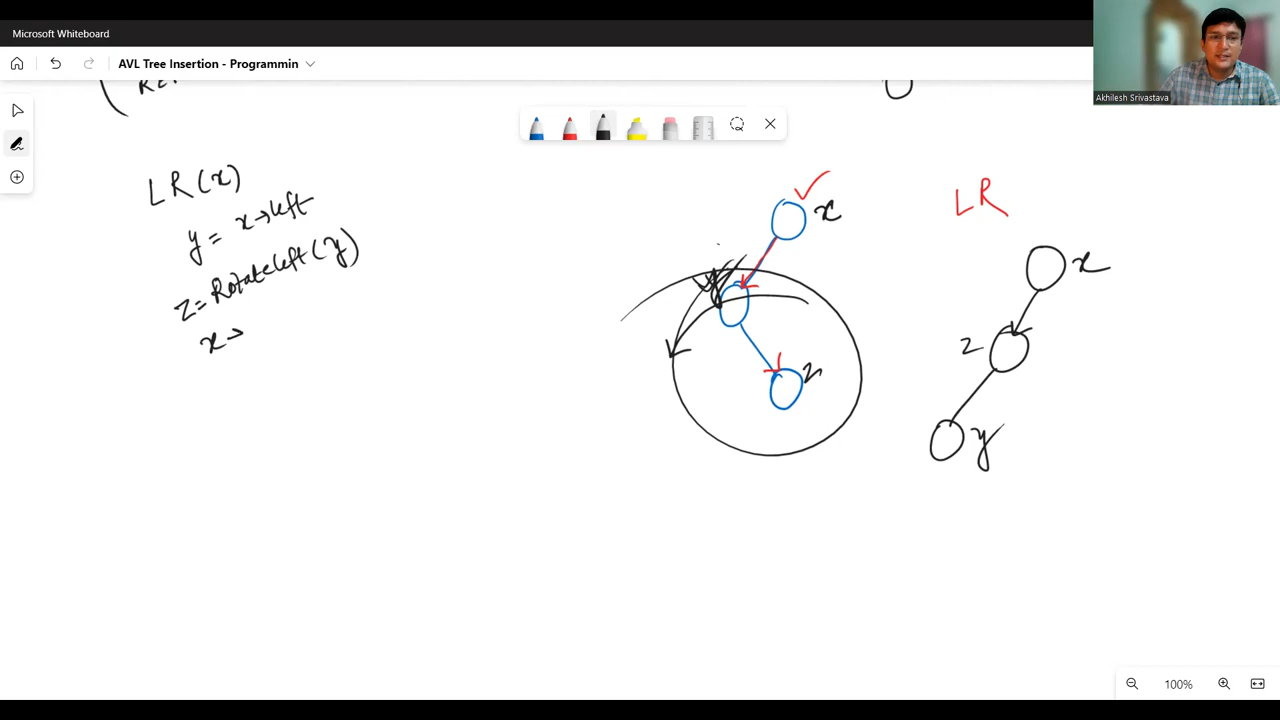 Microsoft Whiteboard
AVL Tree Insertion - Programmin
Akhilesh Srivastava
LR(x)
y = x→left
z = Rotateleft(y)
x→
x
z
LR
x
z
y
100%